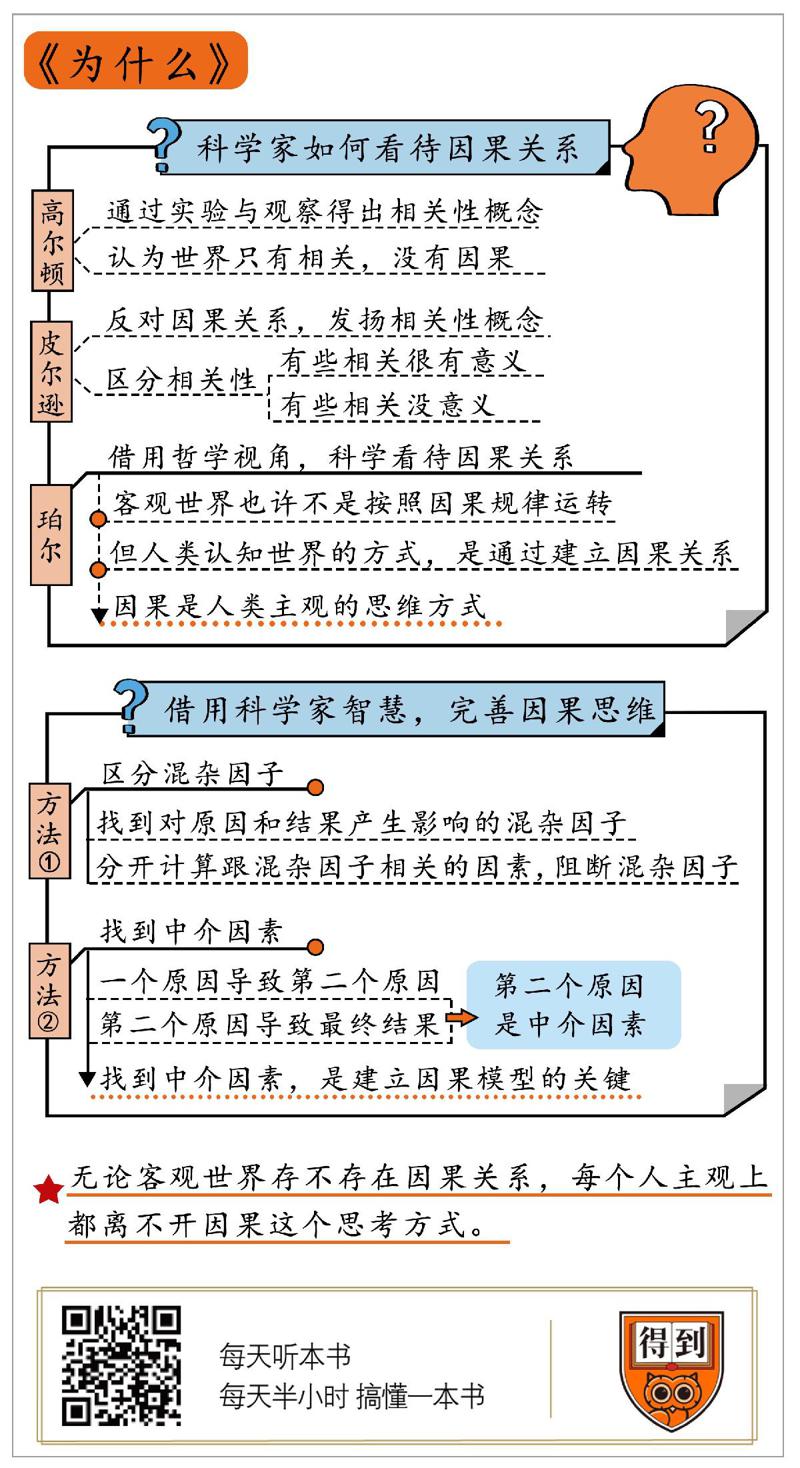 《为什么》
?
科学家如何看待因果关系
?
高尔顿
通过实验与观察得出相关性概念
认为世界只有相关，没有因果
皮尔逊
反对因果关系，发扬相关性概念
区分相关性
有些相关很有意义
有些相关没意义
珀尔
借用哲学视角，科学看待因果关系
客观世界也许不是按照因果规律运转
但人类认知世界的方式，是通过建立因果关系
因果是人类主观的思维方式
?
借用科学家智慧，完善因果思维
方法①
区分混杂因子
找到对原因和结果产生影响的混杂因子
分开计算跟混杂因子相关的因素，阻断混杂因子
方法②
找到中介因素
一个原因导致第二个原因
第二个原因导致最终结果
第二个原因
是中介因素
找到中介因素，是建立因果模型的关键
无论客观世界存不存在因果关系，每个人主观上
都离不开因果这个思考方式。
每天听本书
每天半小时 搞懂一本书
得到